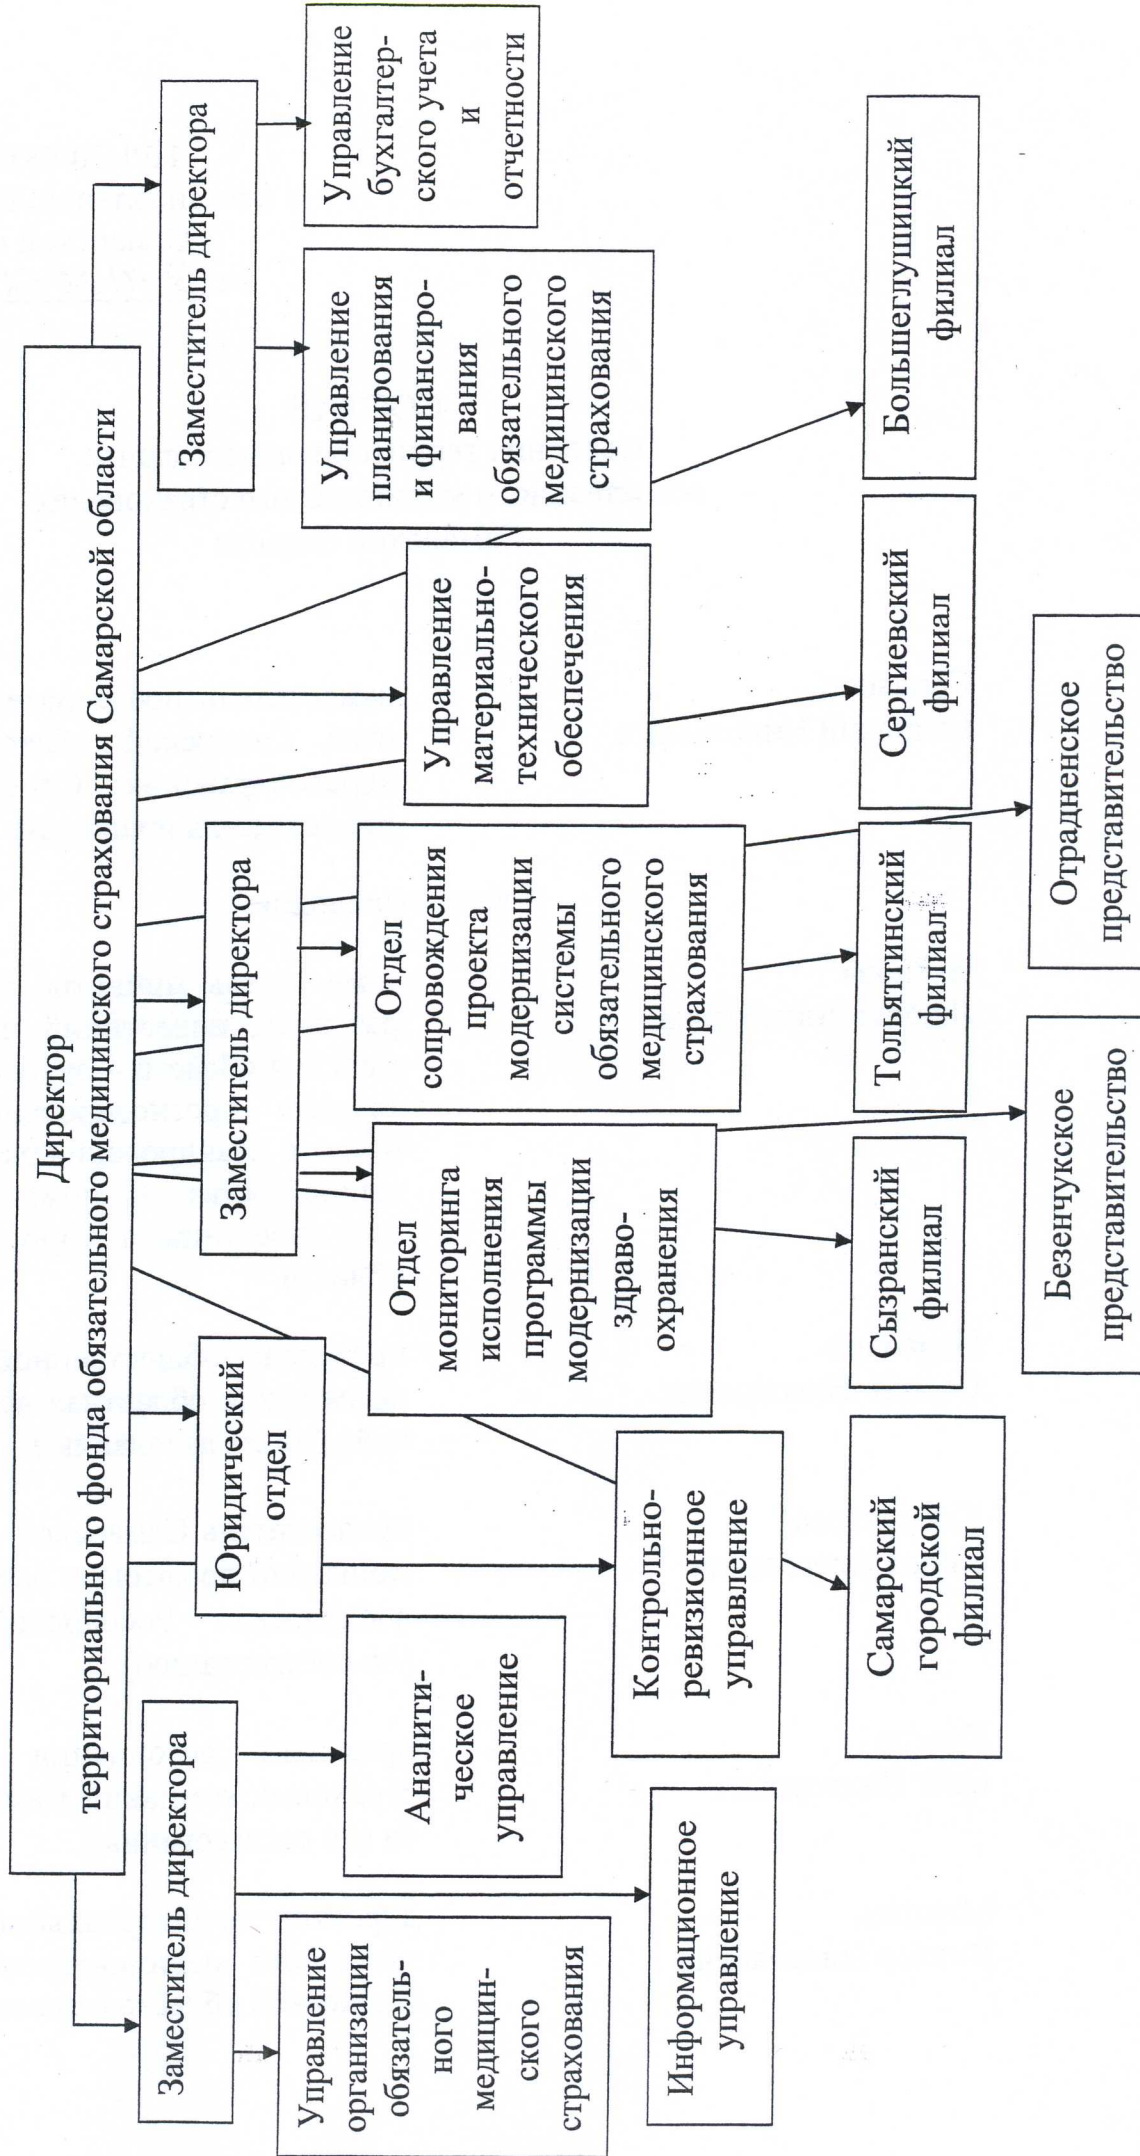 Директор
территориального фонда обязательного медицинского страхования Самарской области
Заместитель директора
Управление
организации
обязатель-
ного
медицин-
ского
страхования
Аналити-
ческое
управление
Информационное
управление
Юридический
отдел
Контрольно-
ревизионное
управление
Заместитель директора
Отдел
мониторинга
исполнения
программы
модернизации
здраво-
охранения
Отдел
сопровождения
проекта
модернизации
системы
обязательного
медицинского
страхования
Управление
материально-
технического
обеспечения
Заместитель директора
Управление
планирования
и финансиро-
вания
обязательного
медицинского
страхования
Управление
бухгалтер-
ского учета
и
отчетности
Самарский
городской
филиал
Сызранский
филиал
Тольяттинский
филиал
Сергиевский
филиал
Большеглушицкий
филиал
Безенчукское
представительство
Отрадненское
представительство